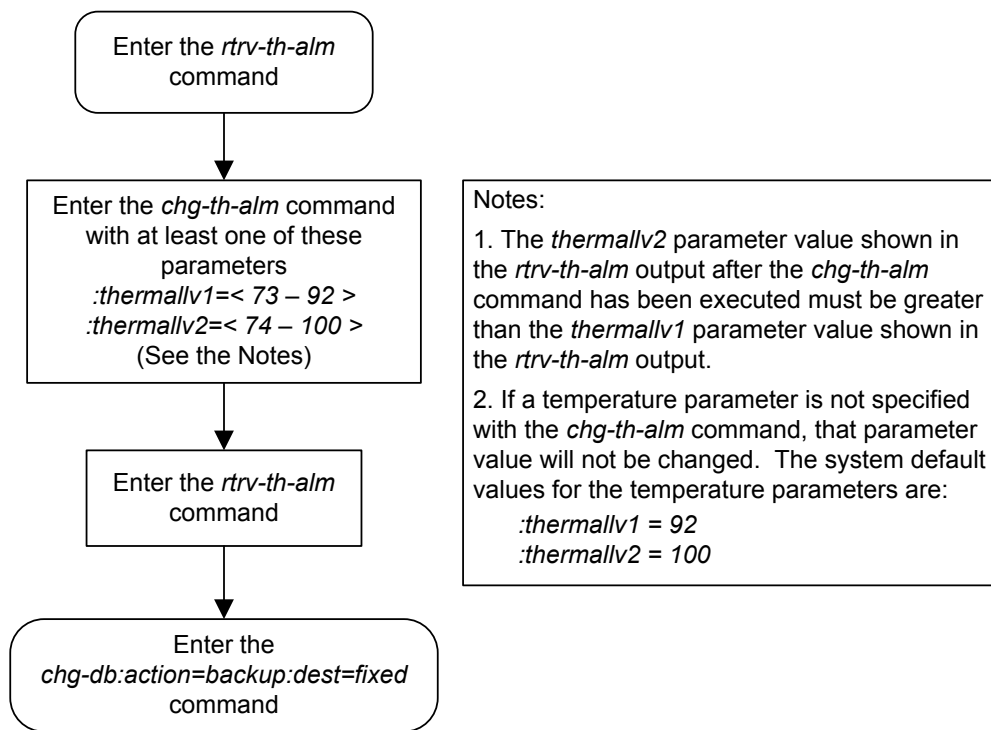 Enter the rtrv-th-alm
command
Enter the chg-th-alm command
with at least one of these
parameters
:thermallv1=< 73 – 92 >
:thermallv2=< 74 – 100 >
(See the Notes)
Enter the rtrv-th-alm
command
Enter the
chg-db:action=backup:dest=fixed
command
Notes:
1. The thermallv2 parameter value shown in
the rtrv-th-alm output after the chg-th-alm
command has been executed must be greater
than the thermallv1 parameter value shown in
the rtrv-th-alm output.
2. If a temperature parameter is not specified
with the chg-th-alm command, that parameter
value will not be changed.  The system default
values for the temperature parameters are:
:thermallv1 = 92
:thermallv2 = 100